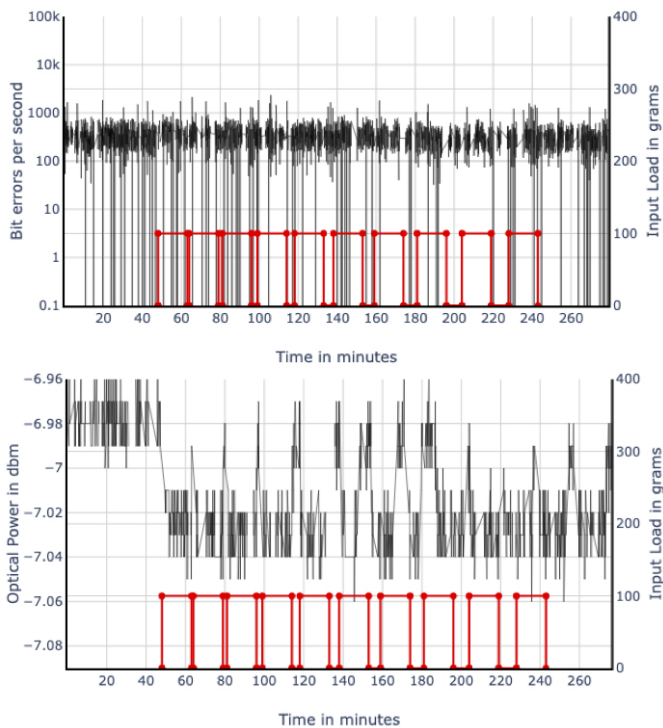 100k
10k
1000
100
10
1
0.1
Bit errors per second
400
300
200
100
0
Input Load in grams
20 40 60 80 100 120 140 160 180 200 220 240 260
Time in minutes
−6.96
−6.98
−7
−7.02
−7.04
−7.06
−7.08
Optical Power in dbm
400
300
200
100
0
Input Load in grams
20 40 60 80 100 120 140 160 180 200 220 240 260
Time in minutes